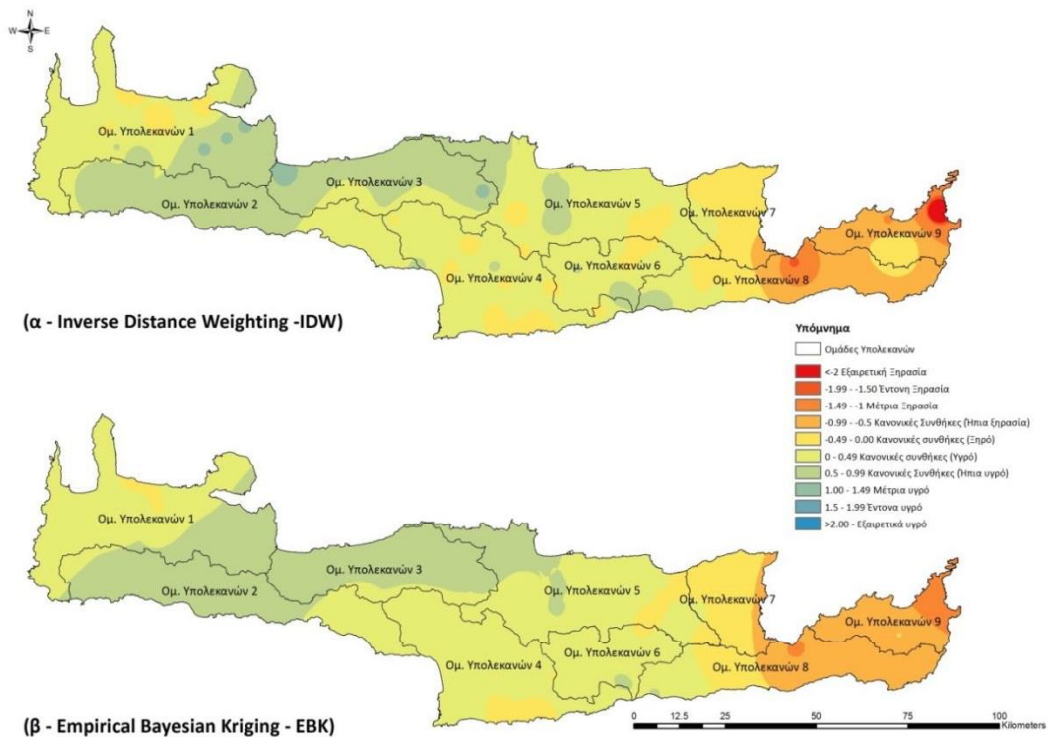 N
W E
S
Ομ. Υπολεκανών 1
Ομ. Υπολεκανών 2
Ομ. Υπολεκανών 3
Ομ. Υπολεκανών 4
Ομ. Υπολεκανών 5
Ομ. Υπολεκανών 6
Ομ. Υπολεκανών 7
Ομ. Υπολεκανών 8
Ομ. Υπολεκανών 9
(α - Inverse Distance Weighting -IDW)
Υπόμνημα
Ομάδες Υπολεκανών
<-2 Εξαιρετική Ξηρασία
-1.99 - -1.50 Έντονη Ξηρασία
-1.49 - -1 Μέτρια Ξηρασία
-0.99 - -0.5 Κανονικές Συνθήκες (Ήπια ξηρασία)
-0.49 - 0.00 Κανονικές συνθήκες (Ξηρό)
0 - 0.49 Κανονικές συνθήκες (Υγρό)
0.5 - 0.99 Κανονικές Συνθήκες (Ήπια υγρό)
1.00 - 1.49 Μέτρια υγρό
1.5 - 1.99 Έντονα υγρό
>2.00 - Εξαιρετικά υγρό
Ομ. Υπολεκανών 1
Ομ. Υπολεκανών 2
Ομ. Υπολεκανών 3
Ομ. Υπολεκανών 4
Ομ. Υπολεκανών 5
Ομ. Υπολεκανών 6
Ομ. Υπολεκανών 7
Ομ. Υπολεκανών 8
Ομ. Υπολεκανών 9
(β - Empirical Bayesian Kriging - EBK)
0 12.5 25 50 75 100
Kilometers